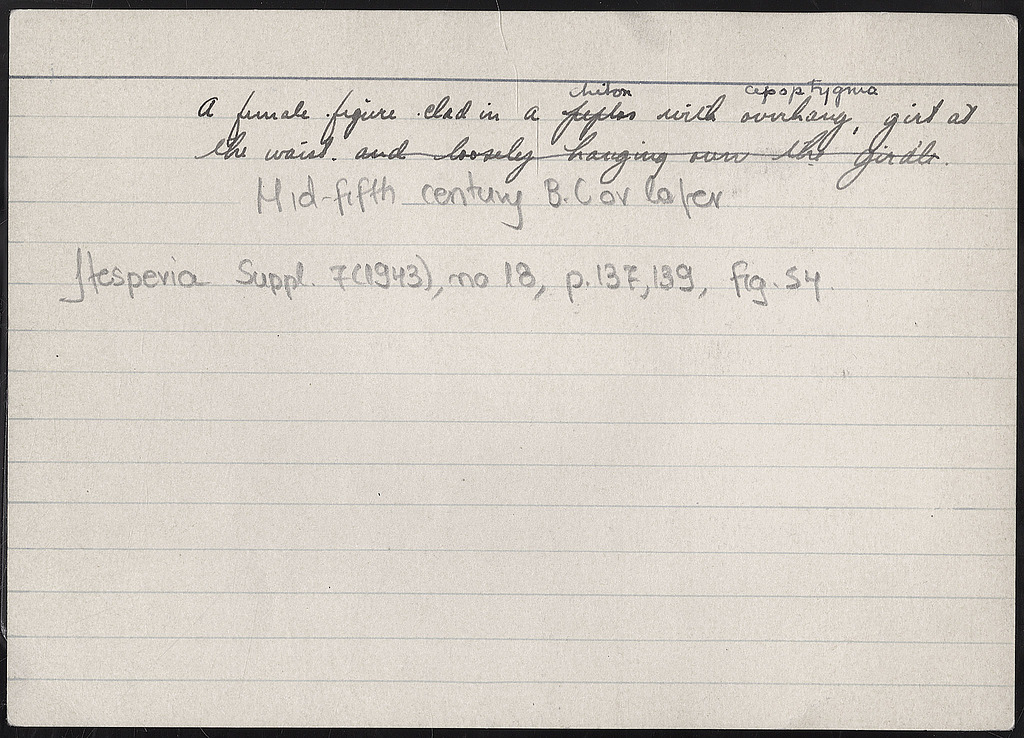 chiton apoptygma
A female figure clad in a peplos with overhang, girt at
the waist. and loosely hanging over the girdle.
Mid-fifth century B.C or later
Hesperia Suppl. 7(1943), no 18, p.137,139, fig. 54.